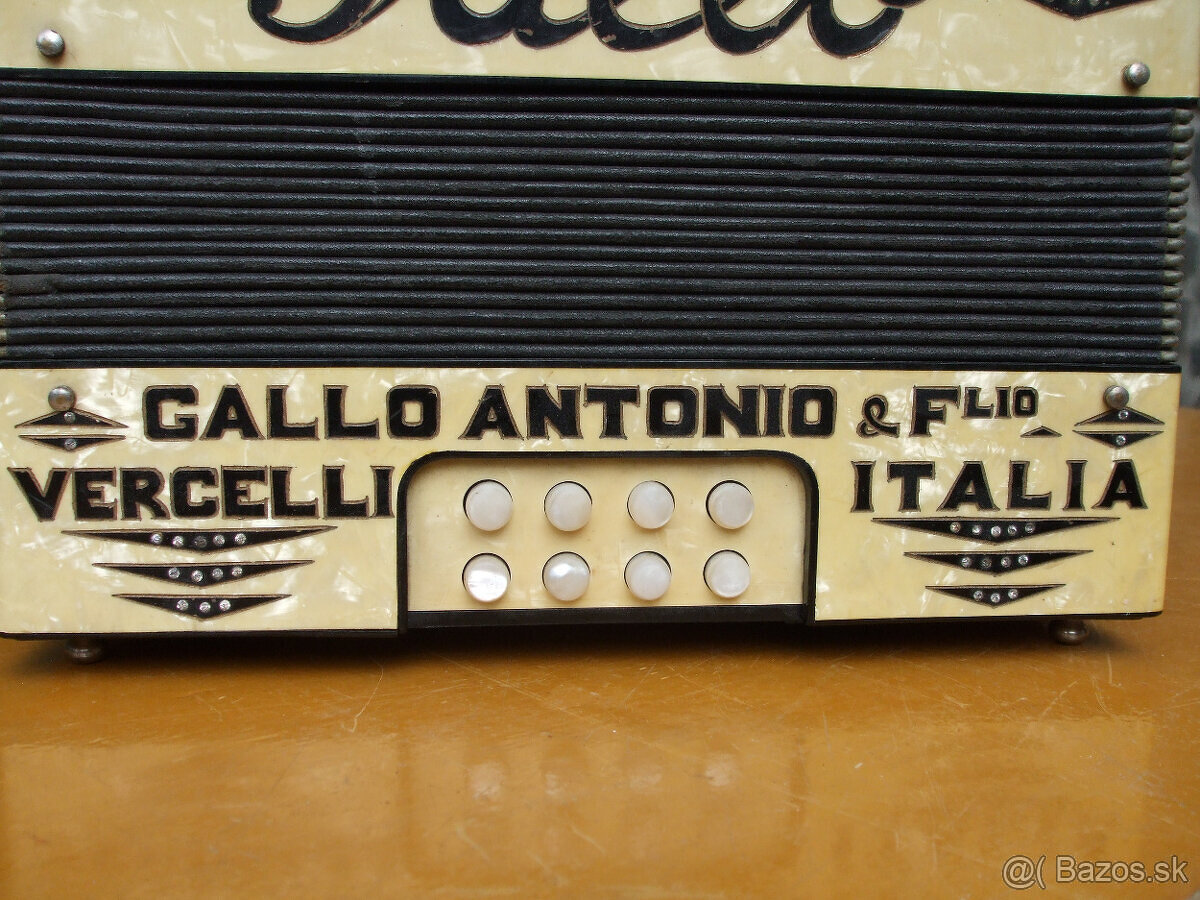 GALLO ANTONIO & FLIO
VERCELLI ITALIA
@( Bazos.sk